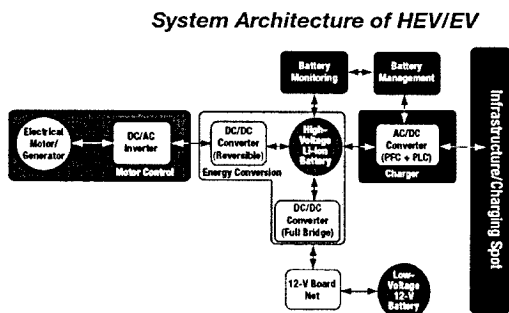 System Architecture of HEV/EV
Battery
Monitoring
Battery
Management
Electrical
Motor/
Generator
DC/AC
Inverter
Motor Control
DC/DC
Converter
(Reversible)
Energy Conversion
High-
Voltage
Li-Ion
Battery
AC/DC
Converter
(PFC + PLC)
Charger
Infrastructure/Charging Spot
DC/DC
Converter
(Full Bridge)
12-V Board
Net
Low-
Voltage
12-V
Battery